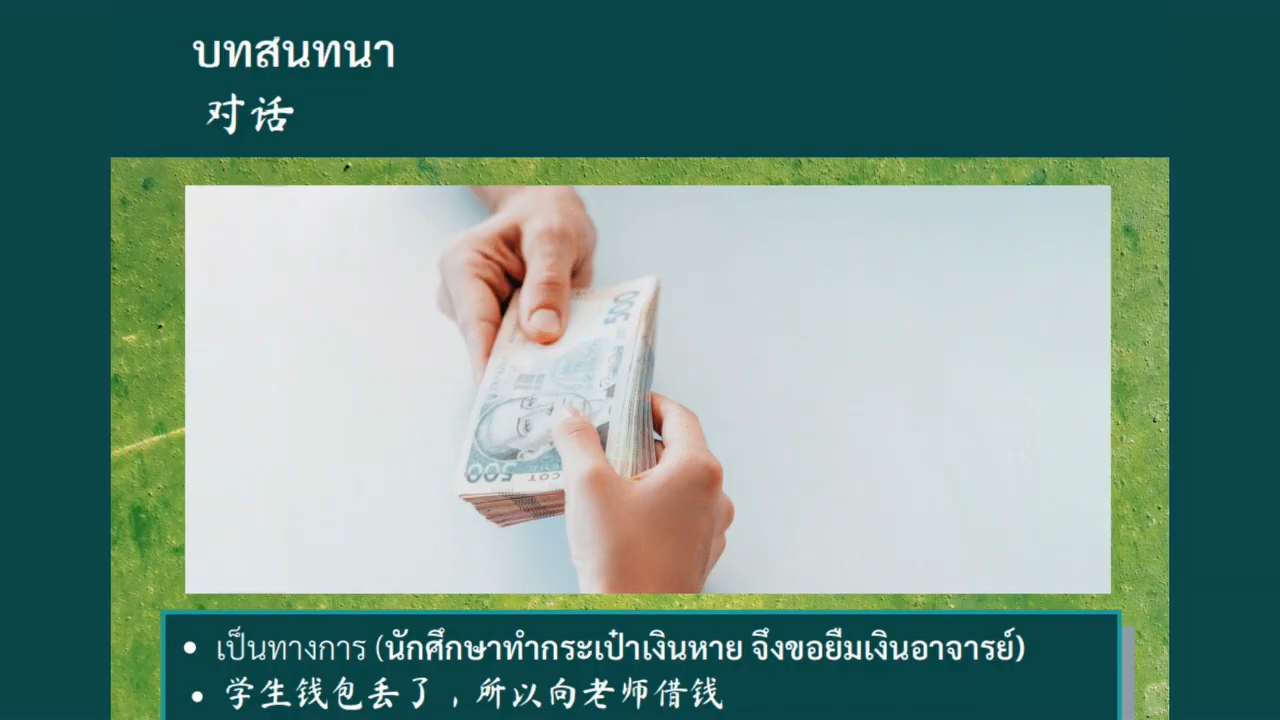 บทสนทนา
对话
500
500
сот
• เป็นทางการ (นักศึกษาทำกระเป๋าเงินหาย จึงขอยืมเงินอาจารย์)
• 学生钱包丢了，所以向老师借钱